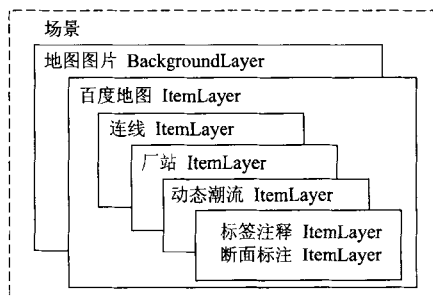 场景
地图图片 BackgroundLayer
百度地图 ItemLayer
连线 ItemLayer
厂站 ItemLayer
动态潮流 ItemLayer
标签注释 ItemLayer
断面标注 ItemLayer